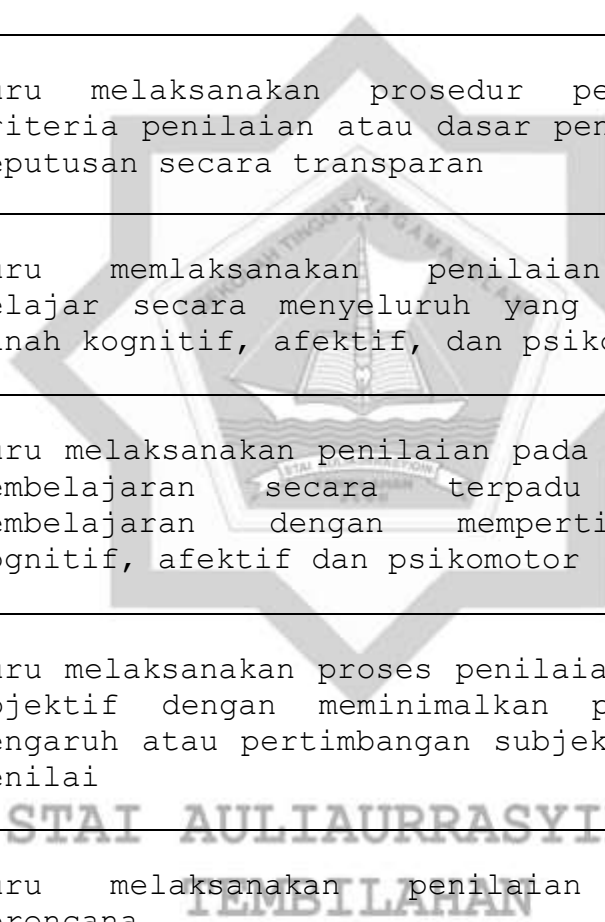 uru melaksanakan prosedur pe
riteria penilaian atau dasar pen
eputusan secara transparan
uru memlaksanakan penilaian
elajar secara menyeluruh yang
anah kognitif, afektif, dan psiko
uru melaksanakan penilaian pada
embelajaran secara terpadu
embelajaran dengan memperti
ognitif, afektif dan psikomotor
uru melaksanakan proses penilaia
bjektif dengan meminimalkan p
engaruh atau pertimbangan subjek
enilai
STAI AULIAURRASYI
uru melaksanakan penilaian
TEMBILAHAN
erencana